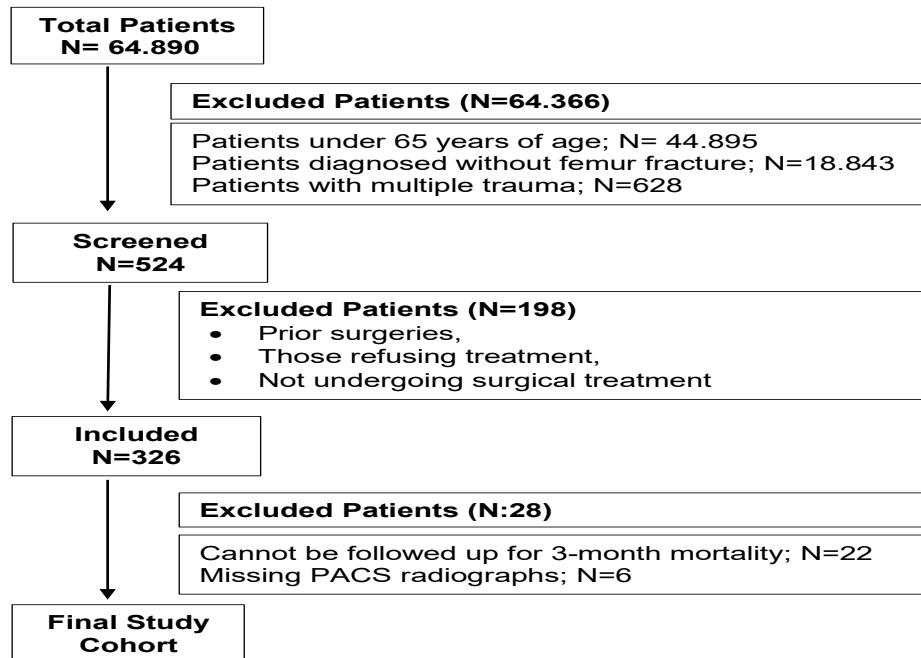 Total Patients
N= 64.890
Excluded Patients (N=64.366)
Patients under 65 years of age; N= 44.895
Patients diagnosed without femur fracture; N=18.843
Patients with multiple trauma; N=628
Screened
N=524
Excluded Patients (N=198)
• Prior surgeries,
• Those refusing treatment,
• Not undergoing surgical treatment
Included
N=326
Excluded Patients (N:28)
Cannot be followed up for 3-month mortality; N=22
Missing PACS radiographs; N=6
Final Study
Cohort